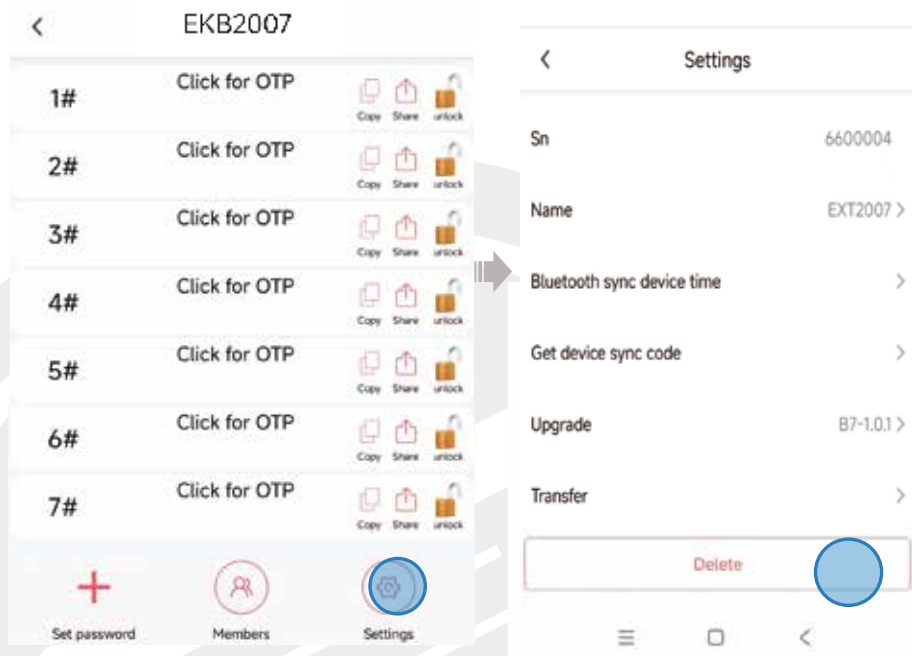 EKB2007
Click for OTP
1#
Copy Share unlock
Click for OTP
2#
Copy Share unlock
Click for OTP
3#
Copy Share unlock
Click for OTP
4#
Copy Share unlock
Click for OTP
5#
Copy Share unlock
Click for OTP
6#
Copy Share unlock
Click for OTP
7#
Copy Share unlock
Set password Members Settings
Settings
Sn 6600004
Name EXT2007
Bluetooth sync device time
Get device sync code
Upgrade B7-1.0.1
Transfer
Delete